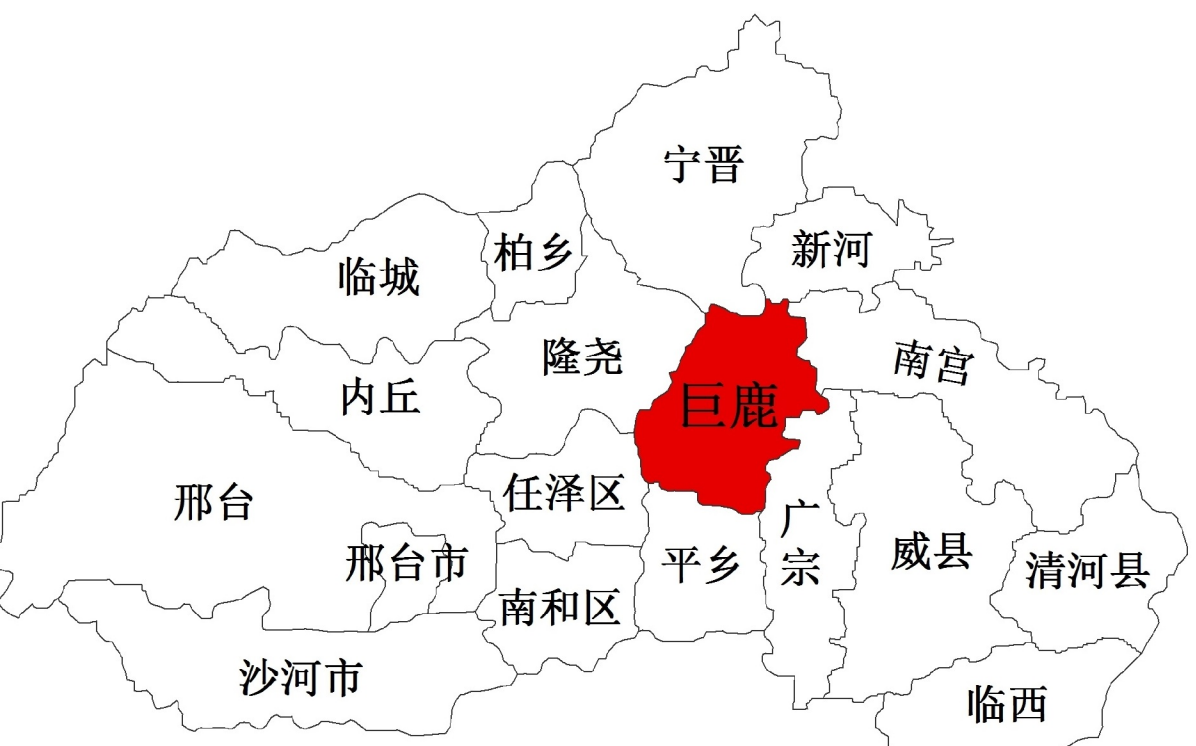 宁晋
新河
柏乡
临城
隆尧
南宫
内丘
巨鹿
任泽区
邢台
广
宗
威县
邢台市
平乡
清河县
南和区
沙河市
临西